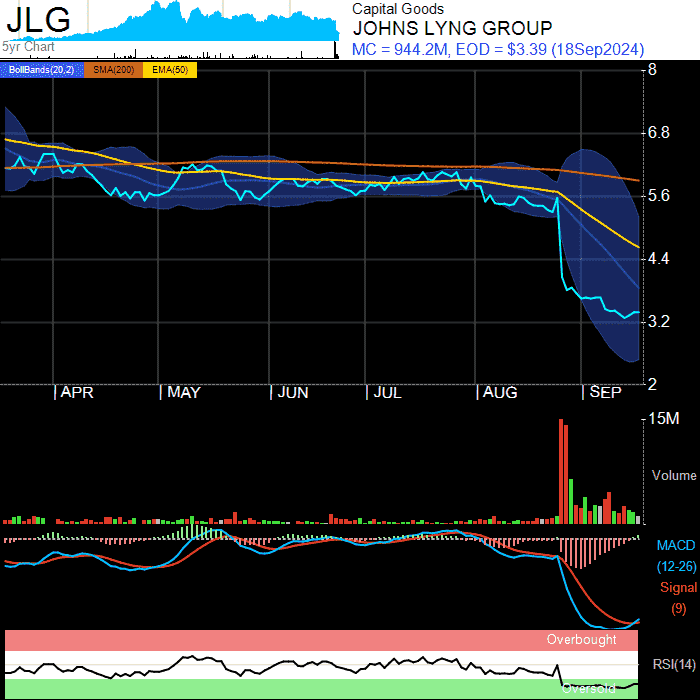 JLG
5yr Chart
Capital Goods
JOHNS LYNG GROUP
MC = 944.2M, EOD = $3.39 (18Sep2024)
BollBands(20,2) SMA(200) EMA(50)
8
6.8
5.6
4.4
3.2
2
APR MAY JUN JUL AUG SEP
15M
Volume
MACD
(12-26)
Signal
(9)
Overbought
RSI(14)
Oversold